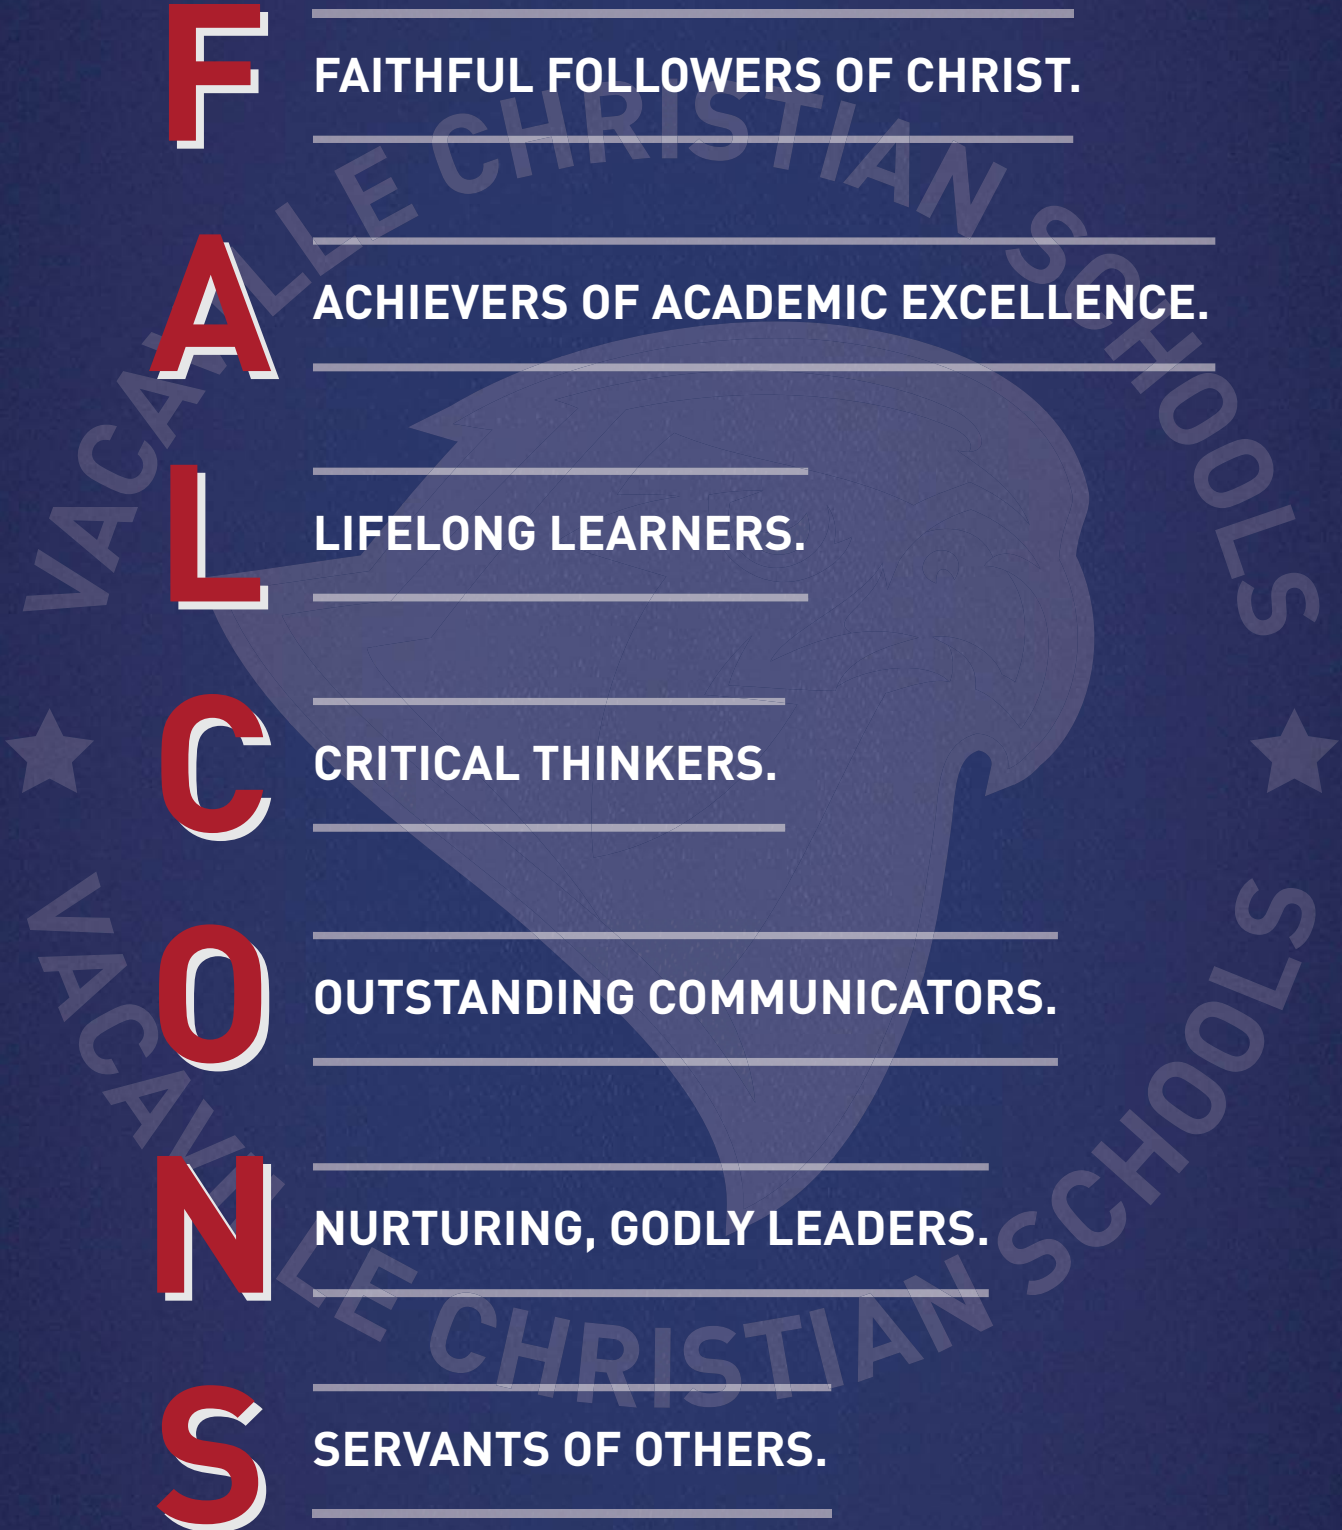 F
FAITHFUL FOLLOWERS OF CHRIST.
A
ACHIEVERS OF ACADEMIC EXCELLENCE.
L
LIFELONG LEARNERS.
C
CRITICAL THINKERS.
O
OUTSTANDING COMMUNICATORS.
N
NURTURING, GODLY LEADERS.
S
SERVANTS OF OTHERS.
VACAVILLE CHRISTIAN SCHOOLS
VACAVILLE CHRISTIAN SCHOOLS